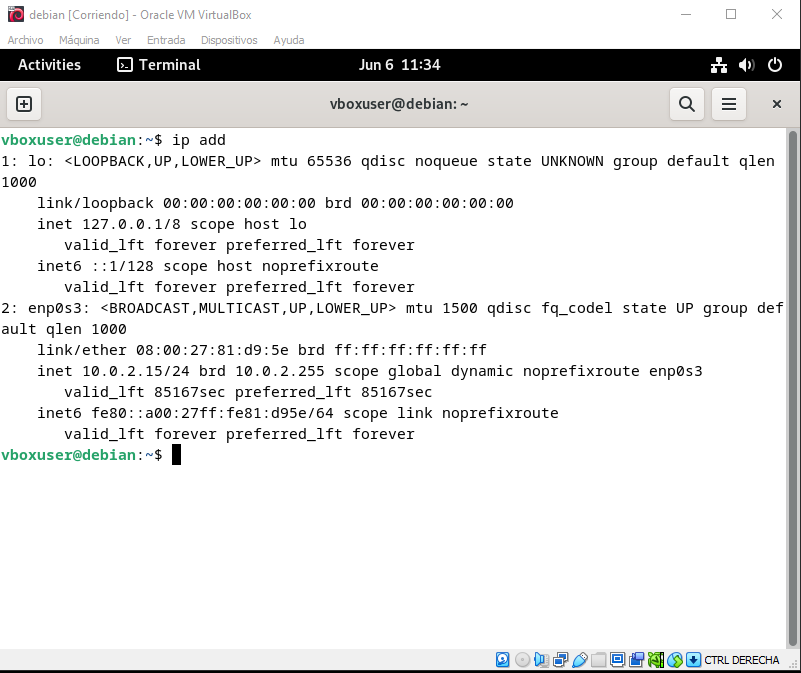 debian [Corriendo] - Oracle VM VirtualBox
Archivo Máquina Ver Entrada Dispositivos Ayuda
Activities Terminal Jun 6 11:34
vboxuser@debian: ~
vboxuser@debian:~$ ip add
1: lo: <LOOPBACK,UP,LOWER_UP> mtu 65536 qdisc noqueue state UNKNOWN group default qlen
1000
    link/loopback 00:00:00:00:00:00 brd 00:00:00:00:00:00
    inet 127.0.0.1/8 scope host lo
       valid_lft forever preferred_lft forever
    inet6 ::1/128 scope host noprefixroute
       valid_lft forever preferred_lft forever
2: enp0s3: <BROADCAST,MULTICAST,UP,LOWER_UP> mtu 1500 qdisc fq_codel state UP group def
ault qlen 1000
    link/ether 08:00:27:81:d9:5e brd ff:ff:ff:ff:ff:ff
    inet 10.0.2.15/24 brd 10.0.2.255 scope global dynamic noprefixroute enp0s3
       valid_lft 85167sec preferred_lft 85167sec
    inet6 fe80::a00:27ff:fe81:d95e/64 scope link noprefixroute
       valid_lft forever preferred_lft forever
vboxuser@debian:~$
CTRL DERECHA